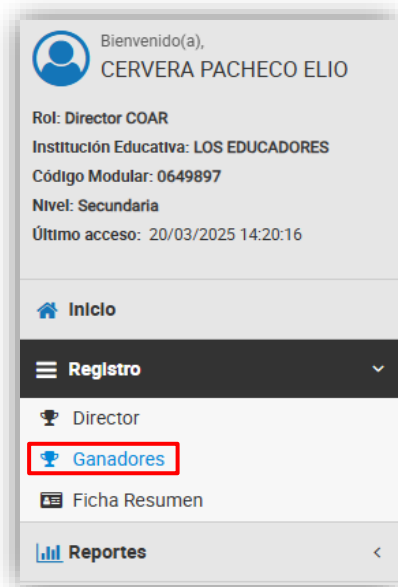 Bienvenido(a),
CERVERA PACHECO ELIO
Rol: Director COAR
Institución Educativa: LOS EDUCADORES
Código Modular: 0649897
Nivel: Secundaria
Último acceso: 20/03/2025 14:20:16
Inicio
Registro
Director
Ganadores
Ficha Resumen
Reportes